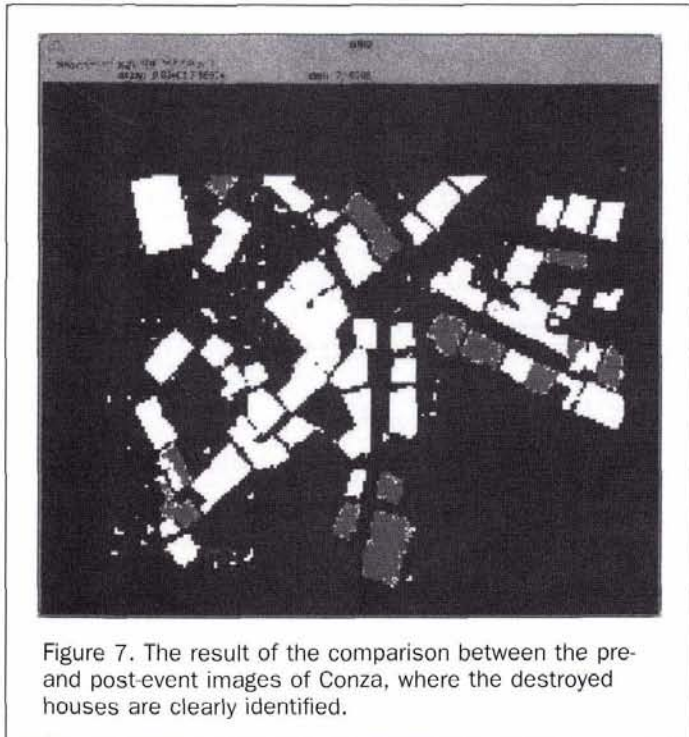 Figure 7. The result of the comparison between the pre-
and post-event images of Conza, where the destroyed
houses are clearly identified.